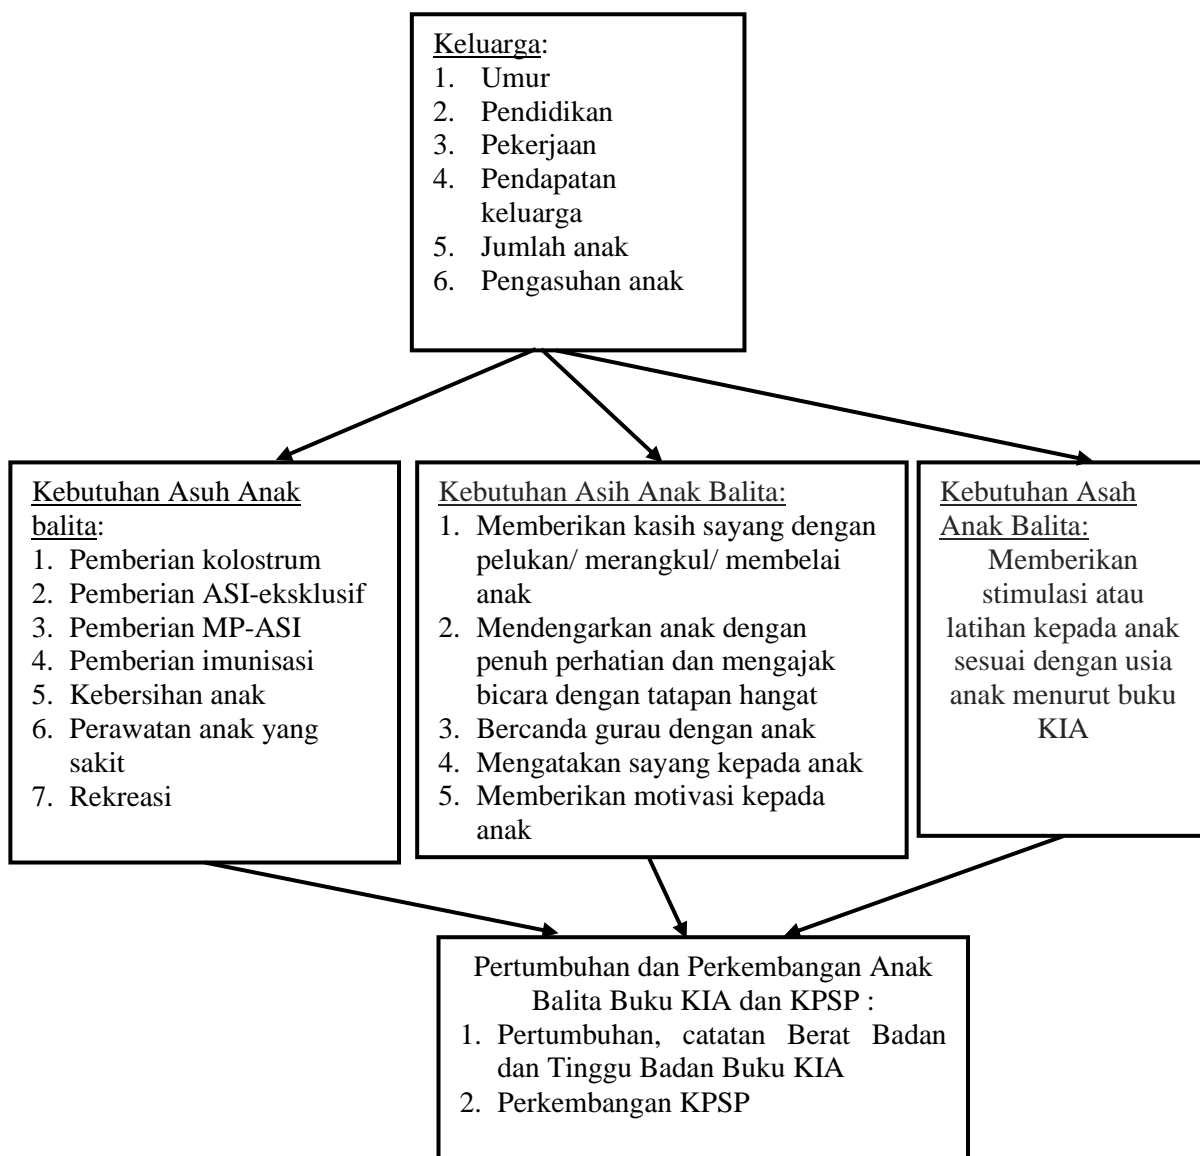 Keluarga:
1. Umur
2. Pendidikan
3. Pekerjaan
4. Pendapatan
keluarga
5. Jumlah anak
6. Pengasuhan anak
Kebutuhan Asuh Anak
balita:
1. Pemberian kolostrum
2. Pemberian ASI-eksklusif
3. Pemberian MP-ASI
4. Pemberian imunisasi
5. Kebersihan anak
6. Perawatan anak yang
sakit
7. Rekreasi
Kebutuhan Asih Anak Balita:
1. Memberikan kasih sayang dengan
pelukan/ merangkul/ membelai
anak
2. Mendengarkan anak dengan
penuh perhatian dan mengajak
bicara dengan tatapan hangat
3. Bercanda gurau dengan anak
4. Mengatakan sayang kepada anak
5. Memberikan motivasi kepada
anak
Kebutuhan Asah
Anak Balita:
Memberikan
stimulasi atau
latihan kepada anak
sesuai dengan usia
anak menurut buku
KIA
Pertumbuhan dan Perkembangan Anak
Balita Buku KIA dan KPSP :
1. Pertumbuhan, catatan Berat Badan
dan Tinggu Badan Buku KIA
2. Perkembangan KPSP